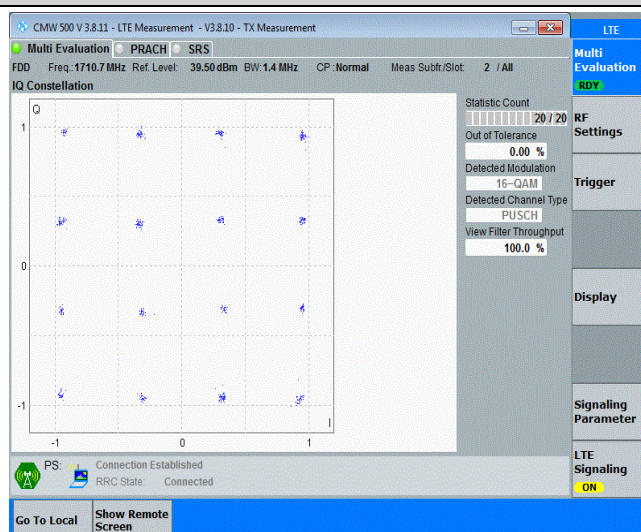 CMW 500 V 3.8.11 - LTE Measurement - V3.8.10 - TX Measurement
LTE
Multi Evaluation PRACH SRS
Multi
Evaluation
RDY
FDD Freq.:1710.7 MHz Ref. Level: 39.50 dBm BW:1.4 MHz CP :Normal Meas Subfr./Slot: 2 / All
IQ Constellation
Statistic Count
20 / 20
Out of Tolerance
0.00 %
Detected Modulation
16-QAM
Detected Channel Type
PUSCH
View Filter Throughput
100.0 %
RF
Settings
Trigger
Display
Signaling
Parameter
LTE
Signaling
ON
Q
1
0
-1
I
-1 0 1
PS: Connection Established
RRC State: Connected
Go To Local
Show Remote
Screen